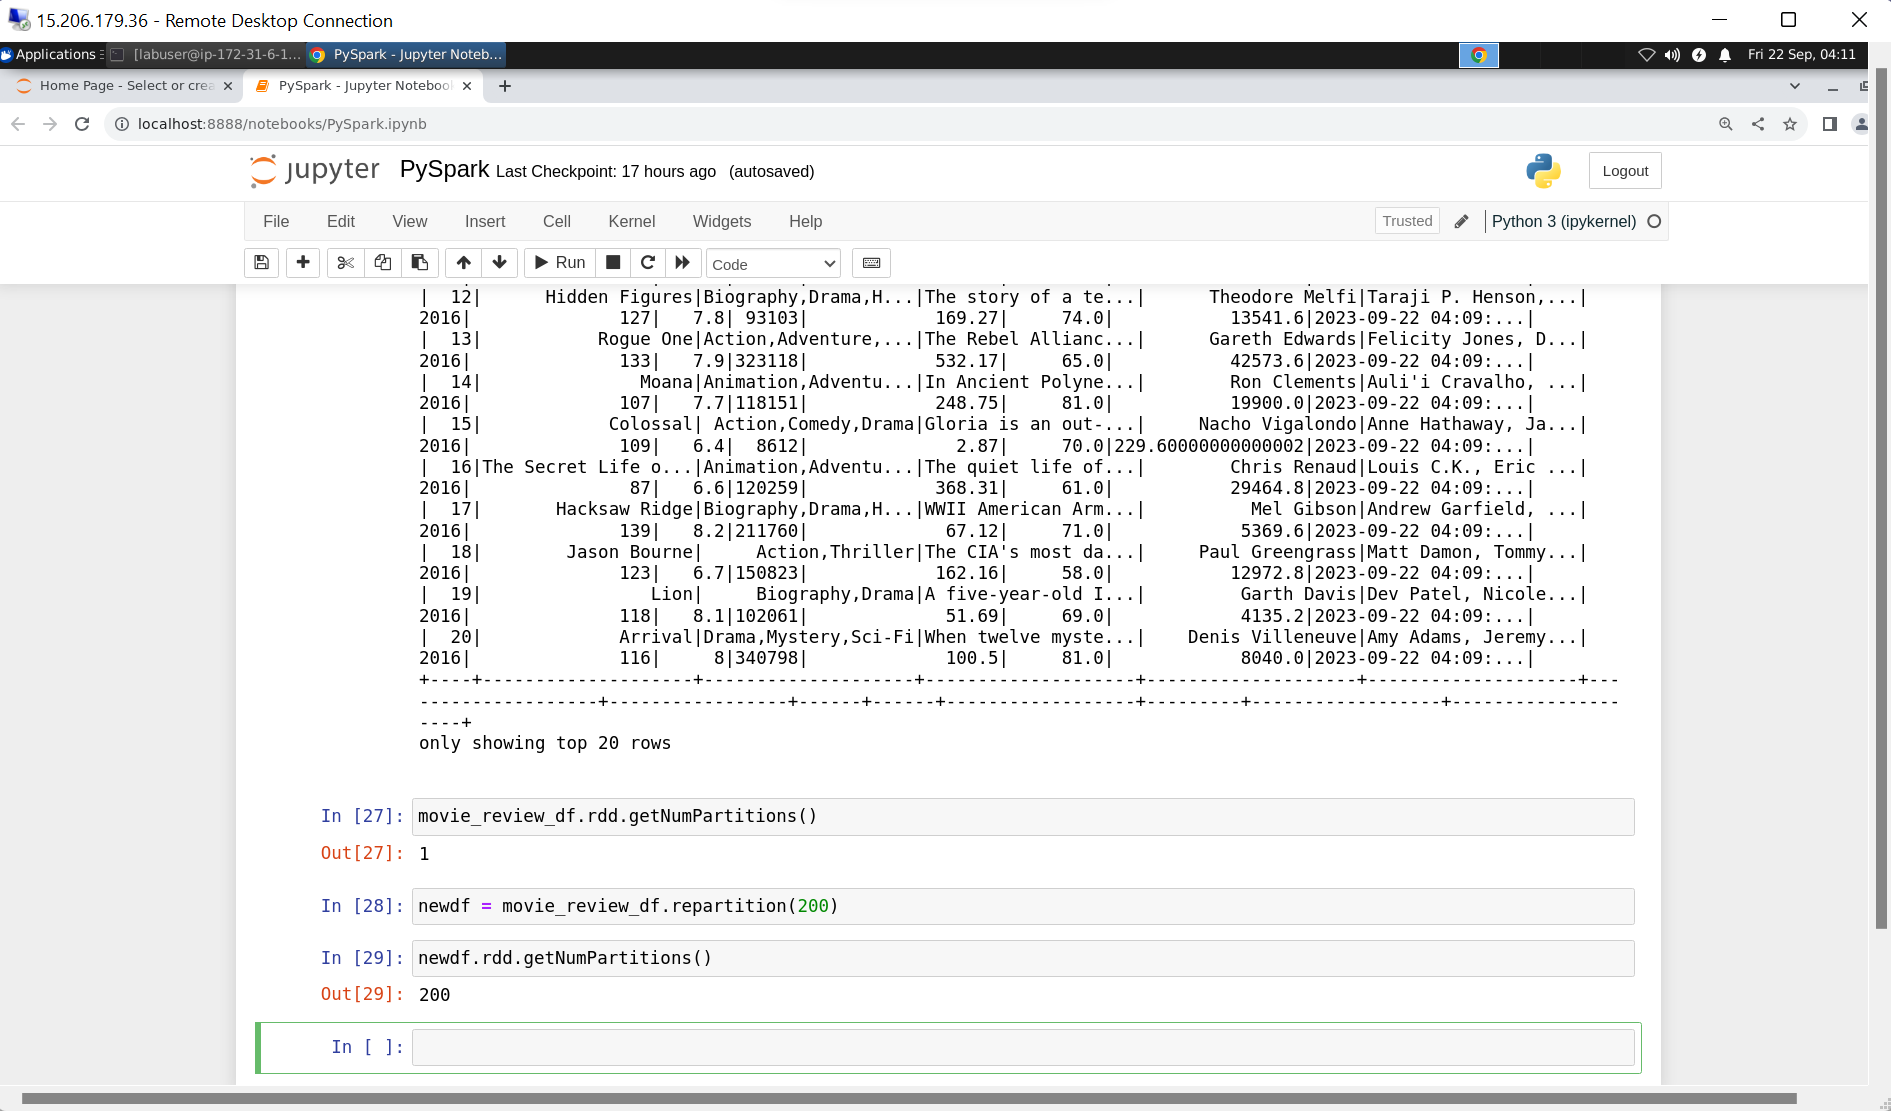 15.206.179.36 - Remote Desktop Connection
Applications [labuser@ip-172-31-6-1... PySpark - Jupyter Noteb... Fri 22 Sep, 04:11
Home Page - Select or crea PySpark - Jupyter Notebook
localhost:8888/notebooks/PySpark.ipynb
jupyter PySpark Last Checkpoint: 17 hours ago (autosaved) Logout
File Edit View Insert Cell Kernel Widgets Help Trusted Python 3 (ipykernel)
Run Code
|  12|      Hidden Figures|Biography,Drama,H...|The story of a te...|      Theodore Melfi|Taraji P. Henson,...|
2016|              127|   7.8| 93103|            169.27|     74.0|           13541.6|2023-09-22 04:09:...|
|  13|           Rogue One|Action,Adventure,...|The Rebel Allianc...|      Gareth Edwards|Felicity Jones, D...|
2016|              133|   7.9|323118|            532.17|     65.0|           42573.6|2023-09-22 04:09:...|
|  14|               Moana|Animation,Adventu...|In Ancient Polyne...|        Ron Clements|Auli'i Cravalho, ...|
2016|              107|   7.7|118151|            248.75|     81.0|           19900.0|2023-09-22 04:09:...|
|  15|            Colossal| Action,Comedy,Drama|Gloria is an out-...|     Nacho Vigalondo|Anne Hathaway, Ja...|
2016|              109|   6.4|  8612|              2.87|     70.0|229.60000000000002|2023-09-22 04:09:...|
|  16|The Secret Life o...|Animation,Adventu...|The quiet life of...|        Chris Renaud|Louis C.K., Eric ...|
2016|               87|   6.6|120259|            368.31|     61.0|           29464.8|2023-09-22 04:09:...|
|  17|       Hacksaw Ridge|Biography,Drama,H...|WWII American Arm...|          Mel Gibson|Andrew Garfield, ...|
2016|              139|   8.2|211760|             67.12|     71.0|            5369.6|2023-09-22 04:09:...|
|  18|        Jason Bourne|     Action,Thriller|The CIA's most da...|     Paul Greengrass|Matt Damon, Tommy...|
2016|              123|   6.7|150823|            162.16|     58.0|           12972.8|2023-09-22 04:09:...|
|  19|                Lion|     Biography,Drama|A five-year-old I...|         Garth Davis|Dev Patel, Nicole...|
2016|              118|   8.1|102061|             51.69|     69.0|            4135.2|2023-09-22 04:09:...|
|  20|             Arrival|Drama,Mystery,Sci-Fi|When twelve myste...|    Denis Villeneuve|Amy Adams, Jeremy...|
2016|              116|     8|340798|             100.5|     81.0|            8040.0|2023-09-22 04:09:...|
+----+--------------------+--------------------+--------------------+--------------------+--------------------+---
-----------------+-----------------+------+------+------------------+---------+------------------+----------------
----+
only showing top 20 rows
In [27]: movie_review_df.rdd.getNumPartitions()
Out[27]: 1
In [28]: newdf = movie_review_df.repartition(200)
In [29]: newdf.rdd.getNumPartitions()
Out[29]: 200
In [ ]: